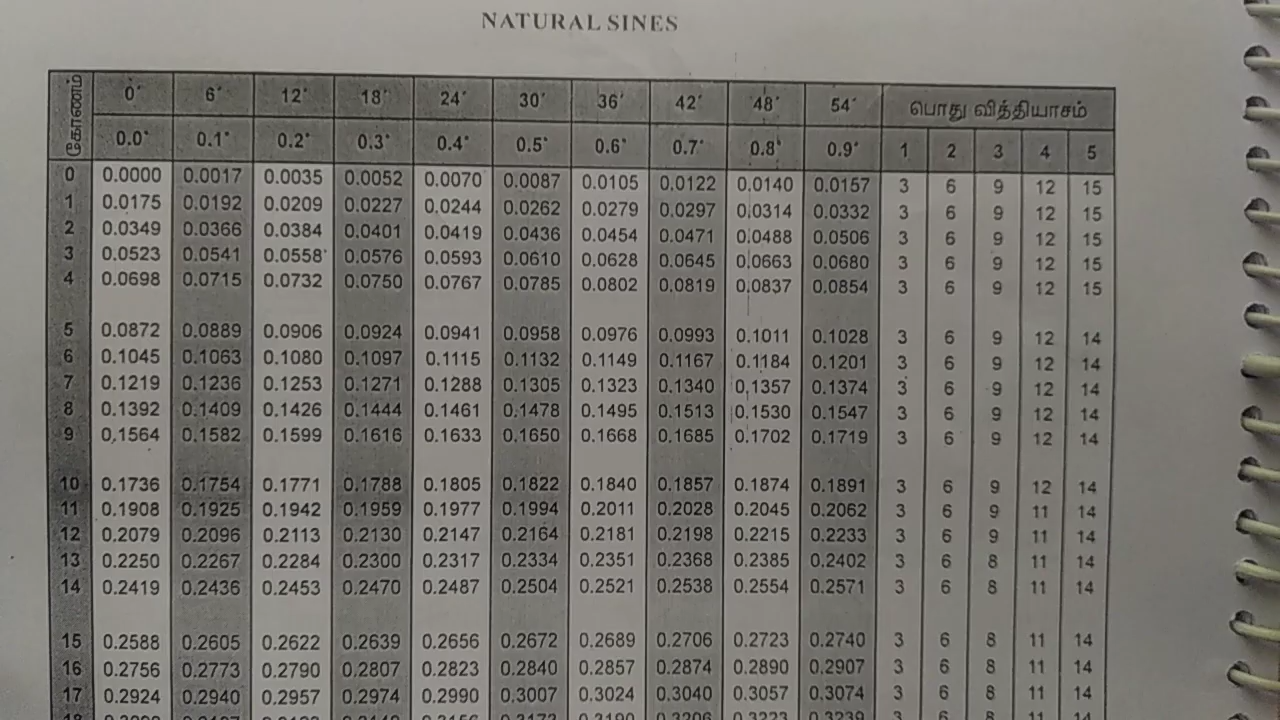 NATURAL SINES
கோணம் 0′ 6′ 12′ 18′ 24′ 30′ 36′ 42′ 48′ 54′ பொது வித்தியாசம்
0.0° 0.1° 0.2° 0.3° 0.4° 0.5° 0.6° 0.7° 0.8° 0.9° 1 2 3 4 5
0 0.0000 0.0017 0.0035 0.0052 0.0070 0.0087 0.0105 0.0122 0.0140 0.0157 3 6 9 12 15
1 0.0175 0.0192 0.0209 0.0227 0.0244 0.0262 0.0279 0.0297 0.0314 0.0332 3 6 9 12 15
2 0.0349 0.0366 0.0384 0.0401 0.0419 0.0436 0.0454 0.0471 0.0488 0.0506 3 6 9 12 15
3 0.0523 0.0541 0.0558 0.0576 0.0593 0.0610 0.0628 0.0645 0.0663 0.0680 3 6 9 12 15
4 0.0698 0.0715 0.0732 0.0750 0.0767 0.0785 0.0802 0.0819 0.0837 0.0854 3 6 9 12 15
5 0.0872 0.0889 0.0906 0.0924 0.0941 0.0958 0.0976 0.0993 0.1011 0.1028 3 6 9 12 14
6 0.1045 0.1063 0.1080 0.1097 0.1115 0.1132 0.1149 0.1167 0.1184 0.1201 3 6 9 12 14
7 0.1219 0.1236 0.1253 0.1271 0.1288 0.1305 0.1323 0.1340 0.1357 0.1374 3 6 9 12 14
8 0.1392 0.1409 0.1426 0.1444 0.1461 0.1478 0.1495 0.1513 0.1530 0.1547 3 6 9 12 14
9 0.1564 0.1582 0.1599 0.1616 0.1633 0.1650 0.1668 0.1685 0.1702 0.1719 3 6 9 12 14
10 0.1736 0.1754 0.1771 0.1788 0.1805 0.1822 0.1840 0.1857 0.1874 0.1891 3 6 9 12 14
11 0.1908 0.1925 0.1942 0.1959 0.1977 0.1994 0.2011 0.2028 0.2045 0.2062 3 6 9 11 14
12 0.2079 0.2096 0.2113 0.2130 0.2147 0.2164 0.2181 0.2198 0.2215 0.2233 3 6 9 11 14
13 0.2250 0.2267 0.2284 0.2300 0.2317 0.2334 0.2351 0.2368 0.2385 0.2402 3 6 8 11 14
14 0.2419 0.2436 0.2453 0.2470 0.2487 0.2504 0.2521 0.2538 0.2554 0.2571 3 6 8 11 14
15 0.2588 0.2605 0.2622 0.2639 0.2656 0.2672 0.2689 0.2706 0.2723 0.2740 3 6 8 11 14
16 0.2756 0.2773 0.2790 0.2807 0.2823 0.2840 0.2857 0.2874 0.2890 0.2907 3 6 8 11 14
17 0.2924 0.2940 0.2957 0.2974 0.2990 0.3007 0.3024 0.3040 0.3057 0.3074 3 6 8 11 14